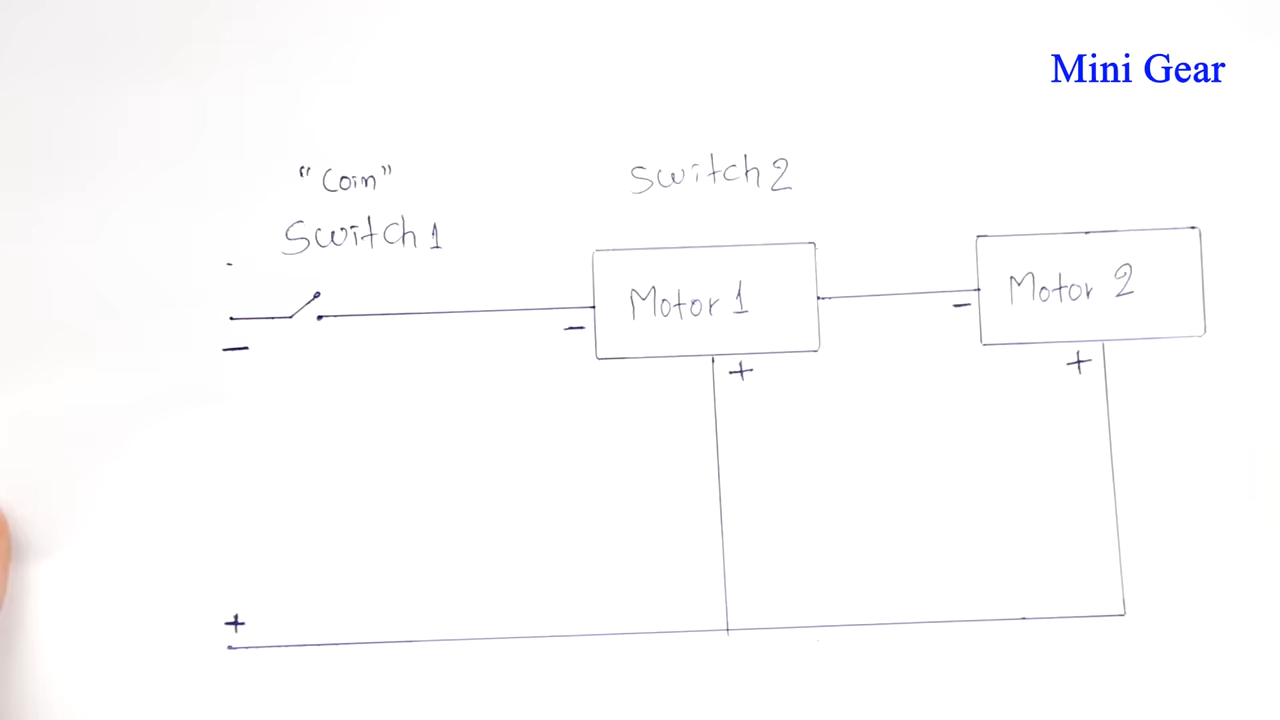 Mini Gear
"Coin"
Switch 1
Switch 2
Motor 1
Motor 2
−
−
−
+
+
+